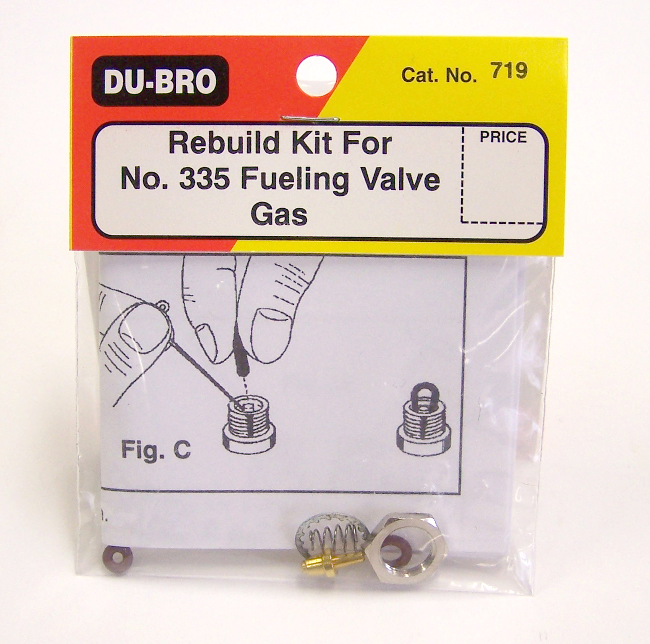 DU-BRO
Cat. No. 719
Rebuild Kit For
No. 335 Fueling Valve
Gas
PRICE
Fig. C